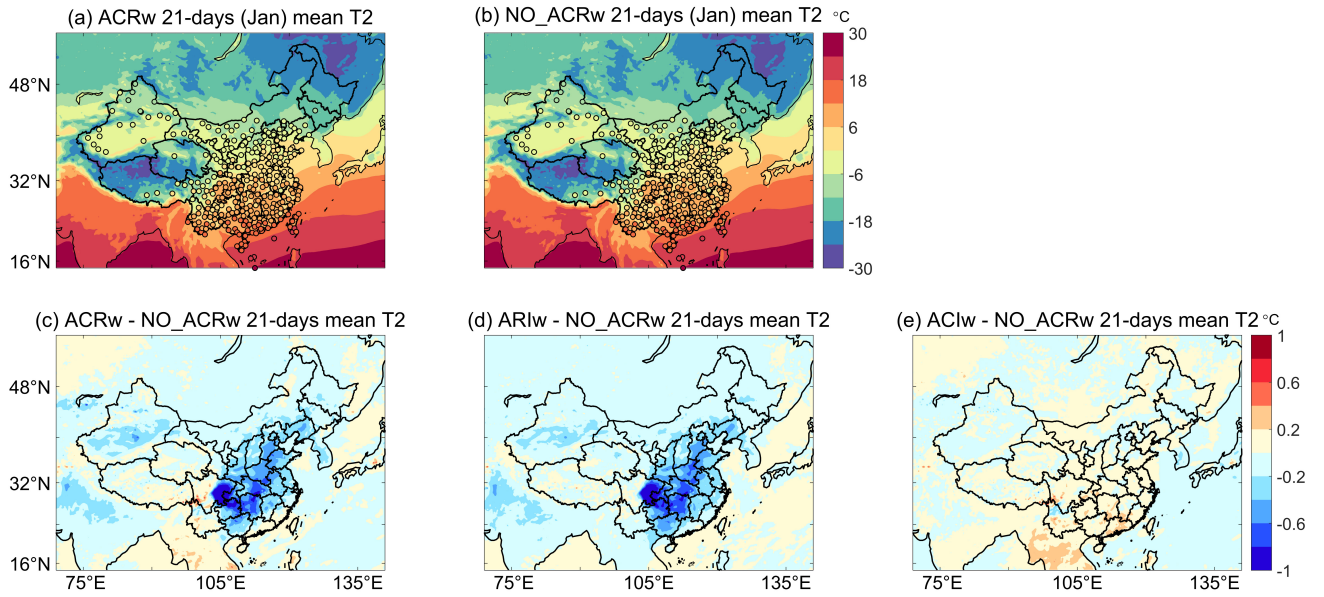 (a) ACRw 21-days (Jan) mean T2
(b) NO_ACRw 21-days (Jan) mean T2 °C
48°N
32°N
16°N
30
18
6
-6
-18
-30
(c) ACRw - NO_ACRw 21-days mean T2
(d) ARIw - NO_ACRw 21-days mean T2
(e) ACIw - NO_ACRw 21-days mean T2 °C
48°N
32°N
16°N
75°E
105°E
135°E
75°E
105°E
135°E
75°E
105°E
135°E
1
0.6
0.2
-0.2
-0.6
-1